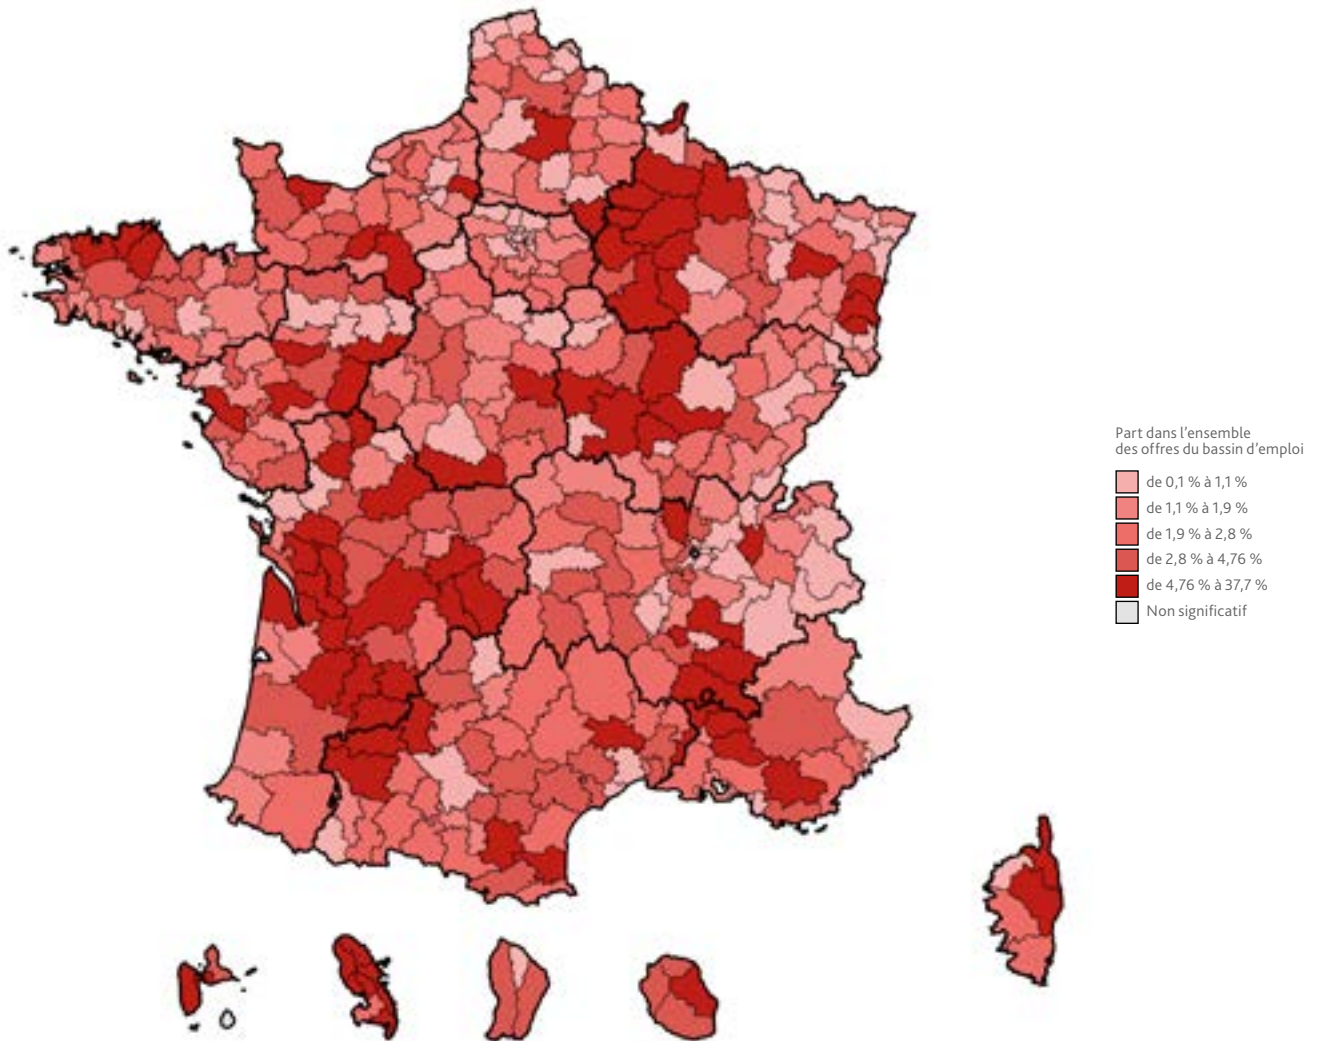 Part dans l’ensemble
des offres du bassin d’emploi
de 0,1 % à 1,1 %
de 1,1 % à 1,9 %
de 1,9 % à 2,8 %
de 2,8 % à 4,76 %
de 4,76 % à 37,7 %
Non significatif